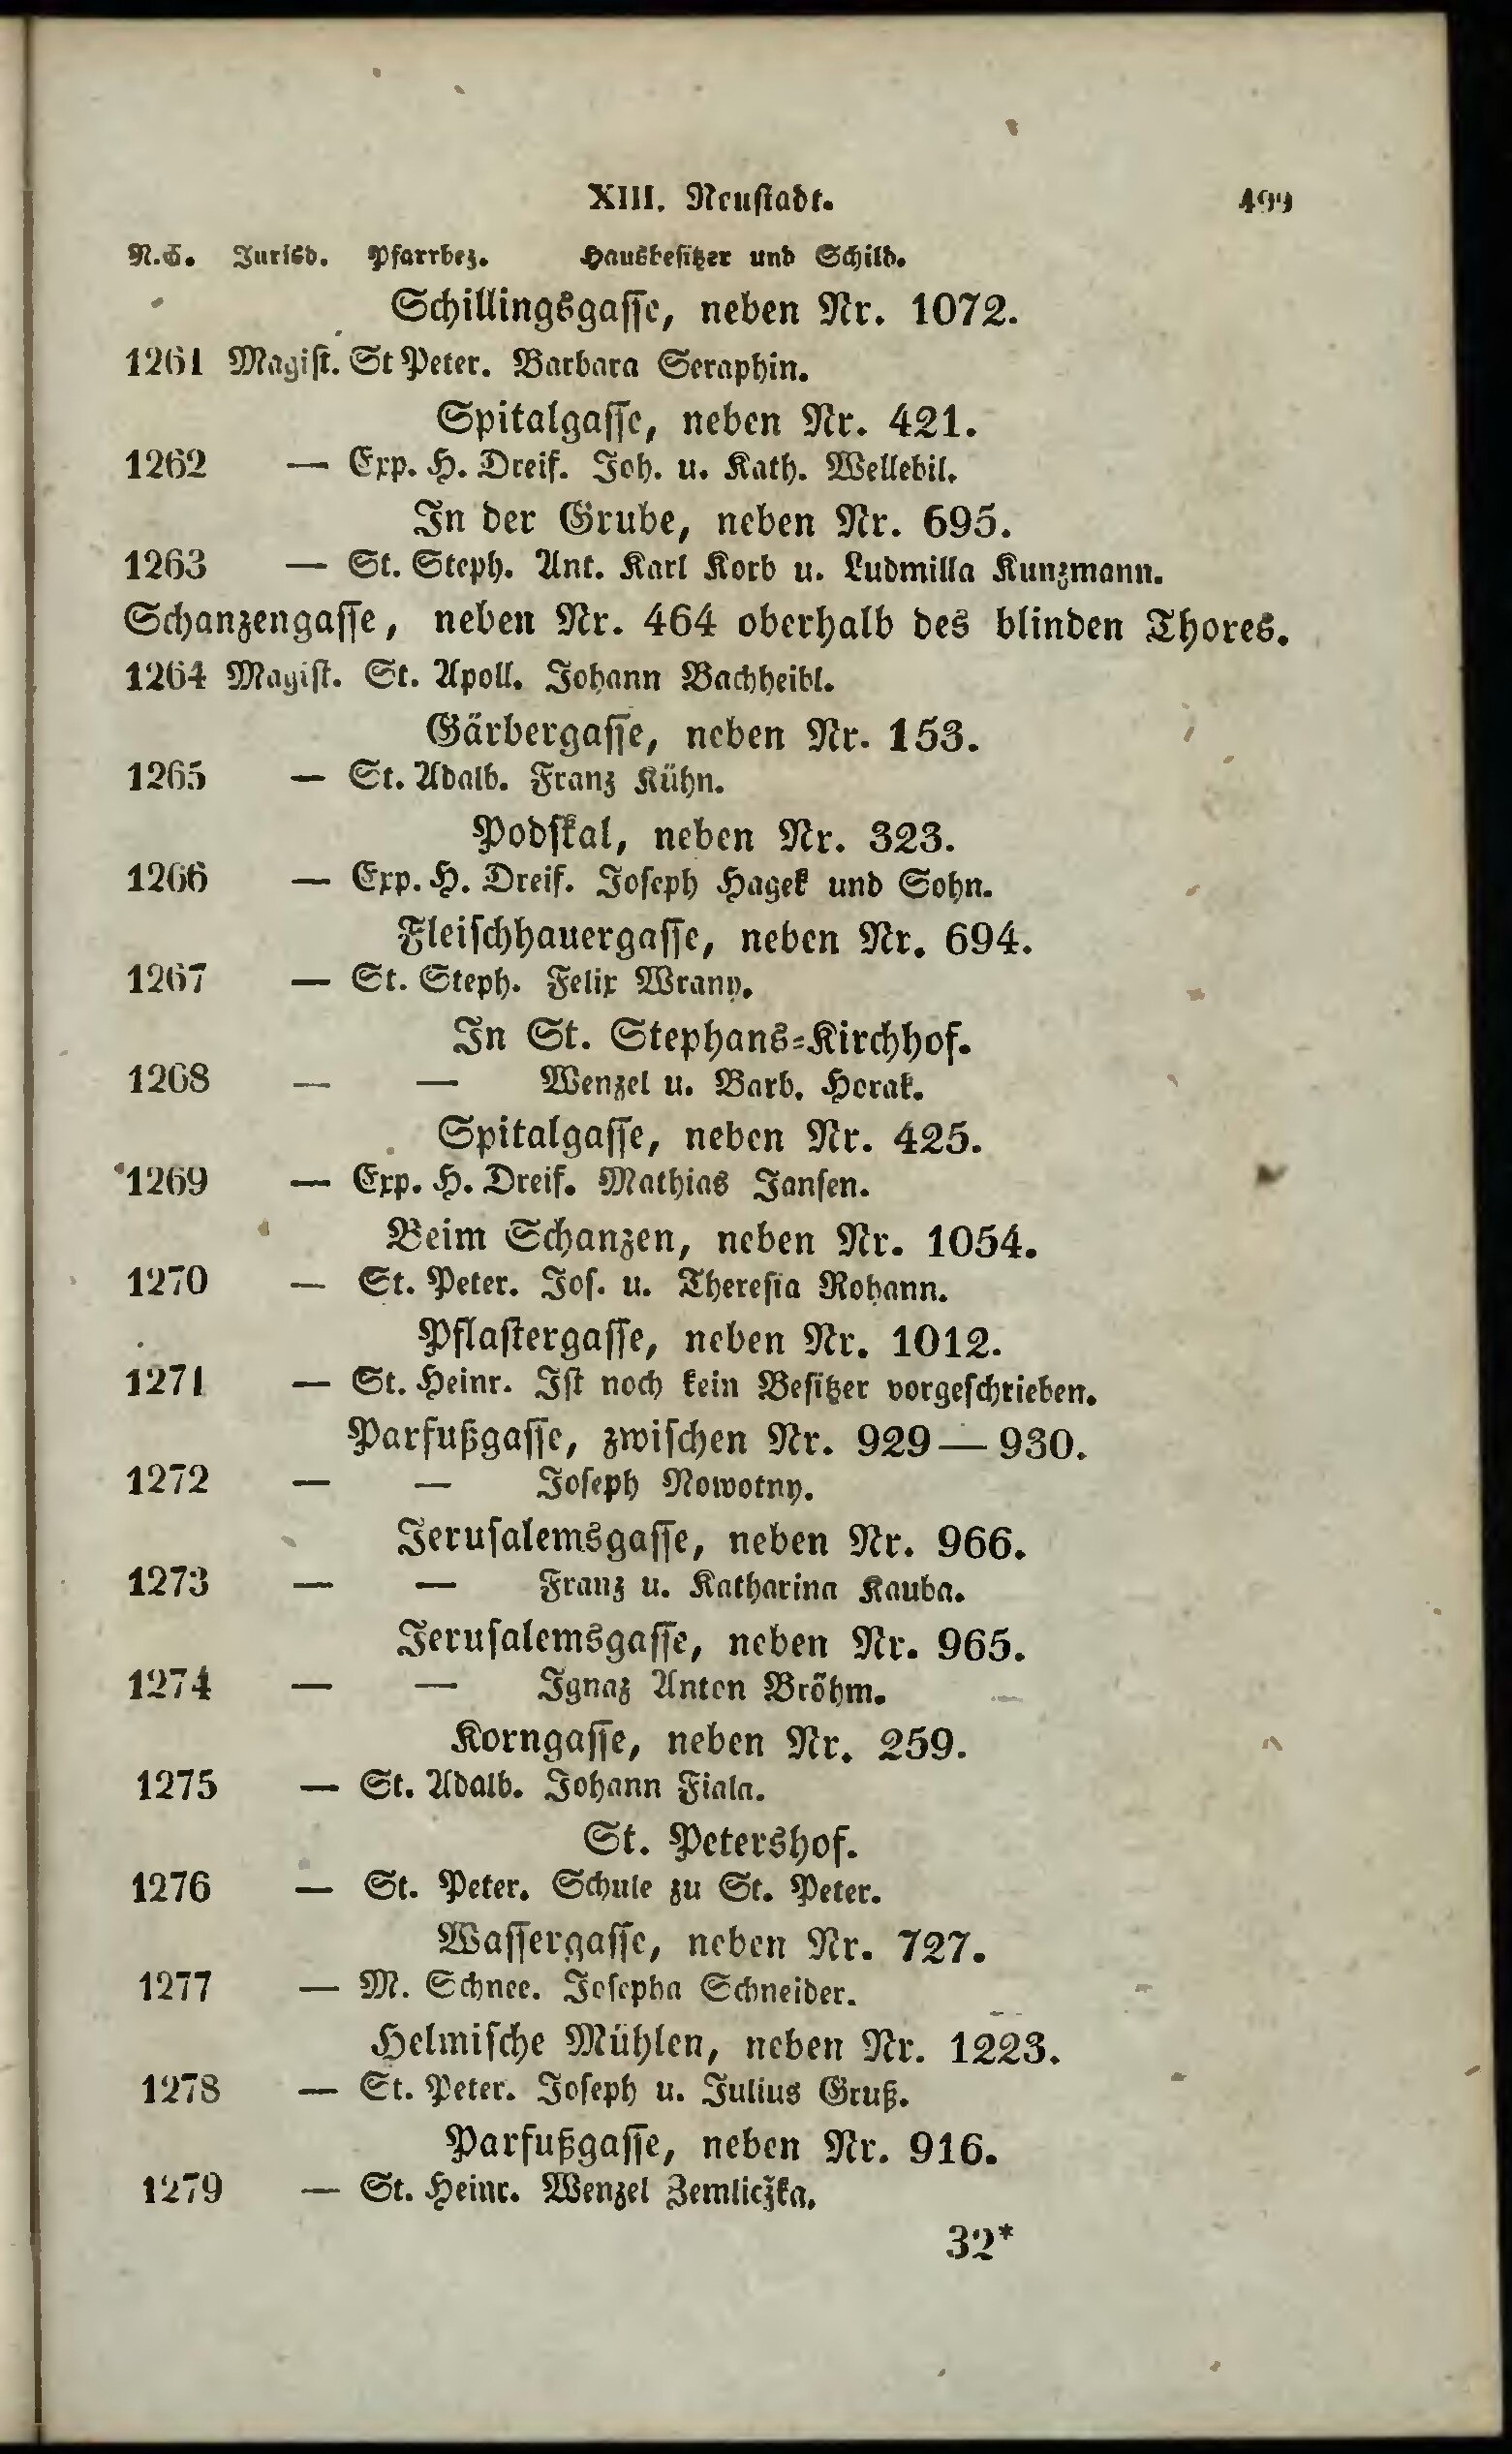 XIII. Neustadt. 499
N.C. Jurisd. Pfarrbez. Hausbesitzer und Schild.
Schillingsgasse, neben Nr. 1072.
1261 Magist. St Peter. Barbara Seraphin.
Spitalgasse, neben Nr. 421.
1262 — Exp. H. Dreif. Joh. u. Kath. Wellebil.
In der Grube, neben Nr. 695.
1263 — St. Steph. Ant. Karl Korb u. Ludmilla Kunzmann.
Schanzengasse, neben Nr. 464 oberhalb des blinden Thores.
1264 Magist. St. Apoll. Johann Bachheibl.
Gärbergasse, neben Nr. 153.
1265 — St. Adalb. Franz Kühn.
Podskal, neben Nr. 323.
1266 — Exp. H. Dreif. Joseph Hagek und Sohn.
Fleischhauergasse, neben Nr. 694.
1267 — St. Steph. Felix Wrany.
In St. Stephans-Kirchhof.
1268 — — Wenzel u. Barb. Horak.
Spitalgasse, neben Nr. 425.
1269 — Exp. H. Dreif. Mathias Jansen.
Beim Schanzen, neben Nr. 1054.
1270 — St. Peter. Jos. u. Theresia Rohann.
Pflastergasse, neben Nr. 1012.
1271 — St. Heinr. Ist noch kein Besitzer vorgeschrieben.
Parfußgasse, zwischen Nr. 929 — 930.
1272 — — Joseph Nowotny.
Jerusalemsgasse, neben Nr. 966.
1273 — — Franz u. Katharina Kauba.
Jerusalemsgasse, neben Nr. 965.
1274 — — Ignaz Anton Bröhm.
Korngasse, neben Nr. 259.
1275 — St. Adalb. Johann Fiala.
St. Petershof.
1276 — St. Peter. Schule zu St. Peter.
Wassergasse, neben Nr. 727.
1277 — M. Schnee. Josepha Schneider.
Helmische Mühlen, neben Nr. 1223.
1278 — St. Peter. Joseph u. Julius Gruß.
Parfußgasse, neben Nr. 916.
1279 — St. Heinr. Wenzel Zemliczka.
32*